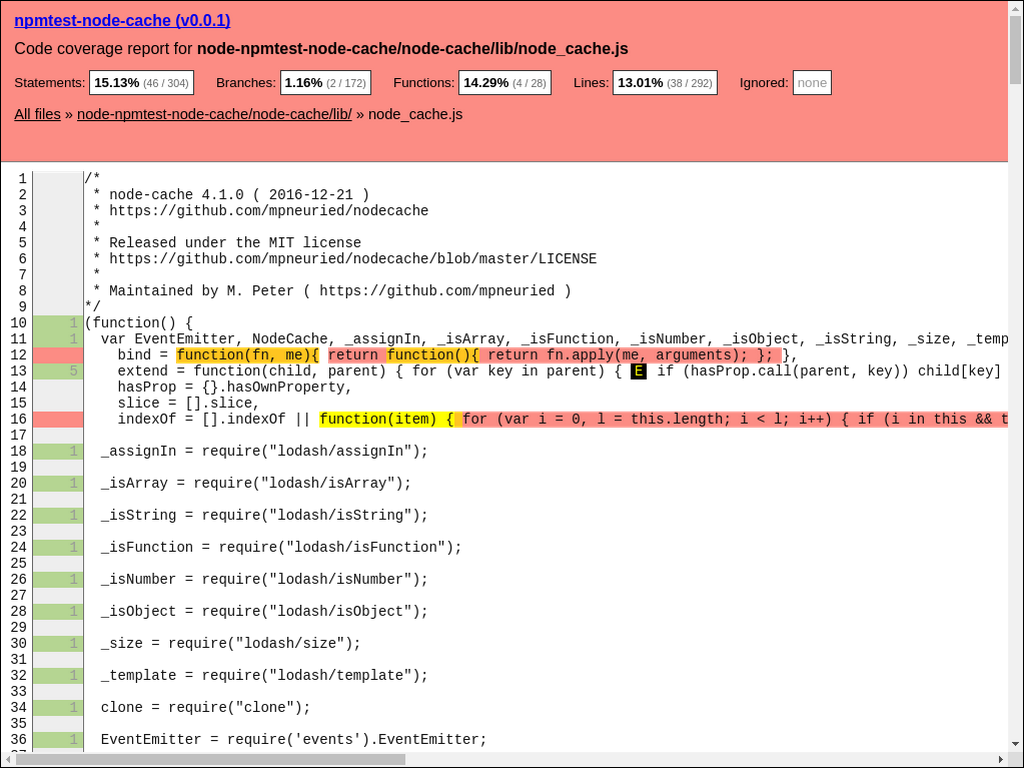 npmtest-node-cache (v0.0.1)
Code coverage report for node-npmtest-node-cache/node-cache/lib/node_cache.js
Statements: 15.13% (46 / 304) Branches: 1.16% (2 / 172) Functions: 14.29% (4 / 28) Lines: 13.01% (38 / 292) Ignored: none
All files » node-npmtest-node-cache/node-cache/lib/ » node_cache.js
1 /*
2  * node-cache 4.1.0 ( 2016-12-21 )
3  * https://github.com/mpneuried/nodecache
4  *
5  * Released under the MIT license
6  * https://github.com/mpneuried/nodecache/blob/master/LICENSE
7  *
8  * Maintained by M. Peter ( https://github.com/mpneuried )
9 */
10 1 (function() {
11 1   var EventEmitter, NodeCache, _assignIn, _isArray, _isFunction, _isNumber, _isObject, _isString, _size, _temp
12     bind = function(fn, me){ return function(){ return fn.apply(me, arguments); }; },
13 5     extend = function(child, parent) { for (var key in parent) { E if (hasProp.call(parent, key)) child[key]
14     hasProp = {}.hasOwnProperty,
15     slice = [].slice,
16     indexOf = [].indexOf || function(item) { for (var i = 0, l = this.length; i < l; i++) { if (i in this && t
17
18 1   _assignIn = require("lodash/assignIn");
19
20 1   _isArray = require("lodash/isArray");
21
22 1   _isString = require("lodash/isString");
23
24 1   _isFunction = require("lodash/isFunction");
25
26 1   _isNumber = require("lodash/isNumber");
27
28 1   _isObject = require("lodash/isObject");
29
30 1   _size = require("lodash/size");
31
32 1   _template = require("lodash/template");
33
34 1   clone = require("clone");
35
36 1   EventEmitter = require('events').EventEmitter;